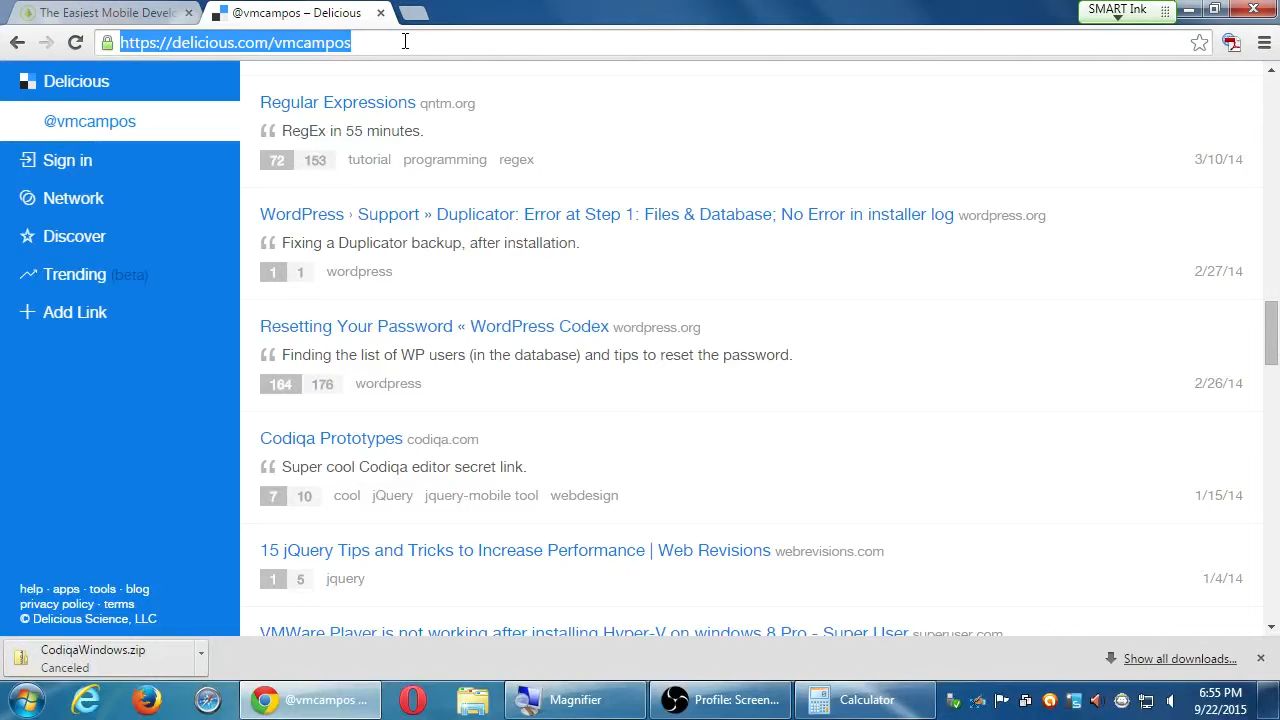 The Easiest Mobile Develc
@vmcampos – Delicious
SMART Ink
https://delicious.com/vmcampos
Delicious
@vmcampos
Sign in
Network
Discover
Trending (beta)
Add Link
help · apps · tools · blog
privacy policy · terms
© Delicious Science, LLC
Regular Expressions qntm.org
RegEx in 55 minutes.
72 153 tutorial programming regex 3/10/14
WordPress › Support » Duplicator: Error at Step 1: Files & Database; No Error in installer log wordpress.org
Fixing a Duplicator backup, after installation.
1 1 wordpress 2/27/14
Resetting Your Password « WordPress Codex wordpress.org
Finding the list of WP users (in the database) and tips to reset the password.
164 176 wordpress 2/26/14
Codiqa Prototypes codiqa.com
Super cool Codiqa editor secret link.
7 10 cool jQuery jquery-mobile tool webdesign 1/15/14
15 jQuery Tips and Tricks to Increase Performance | Web Revisions webrevisions.com
1 5 jquery 1/4/14
VMWare Player is not working after installing Hyper-V on windows 8 Pro - Super User superuser.com
CodiqaWindows.zip
Canceled
Show all downloads...
@vmcampos ...
Magnifier
Profile: Screen...
Calculator
6:55 PM
9/22/2015